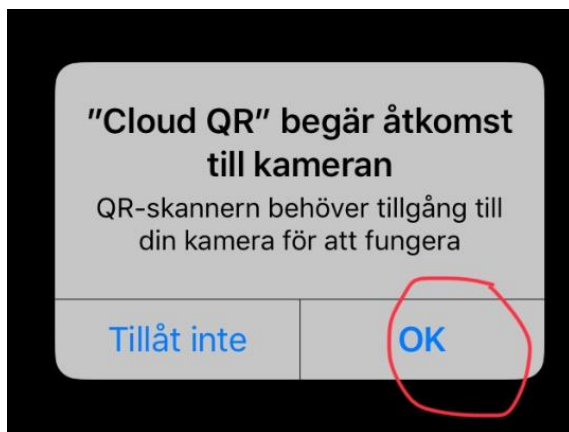 ”Cloud QR” begär åtkomst
till kameran
QR-skannern behöver tillgång till
din kamera för att fungera
Tillåt inte
OK